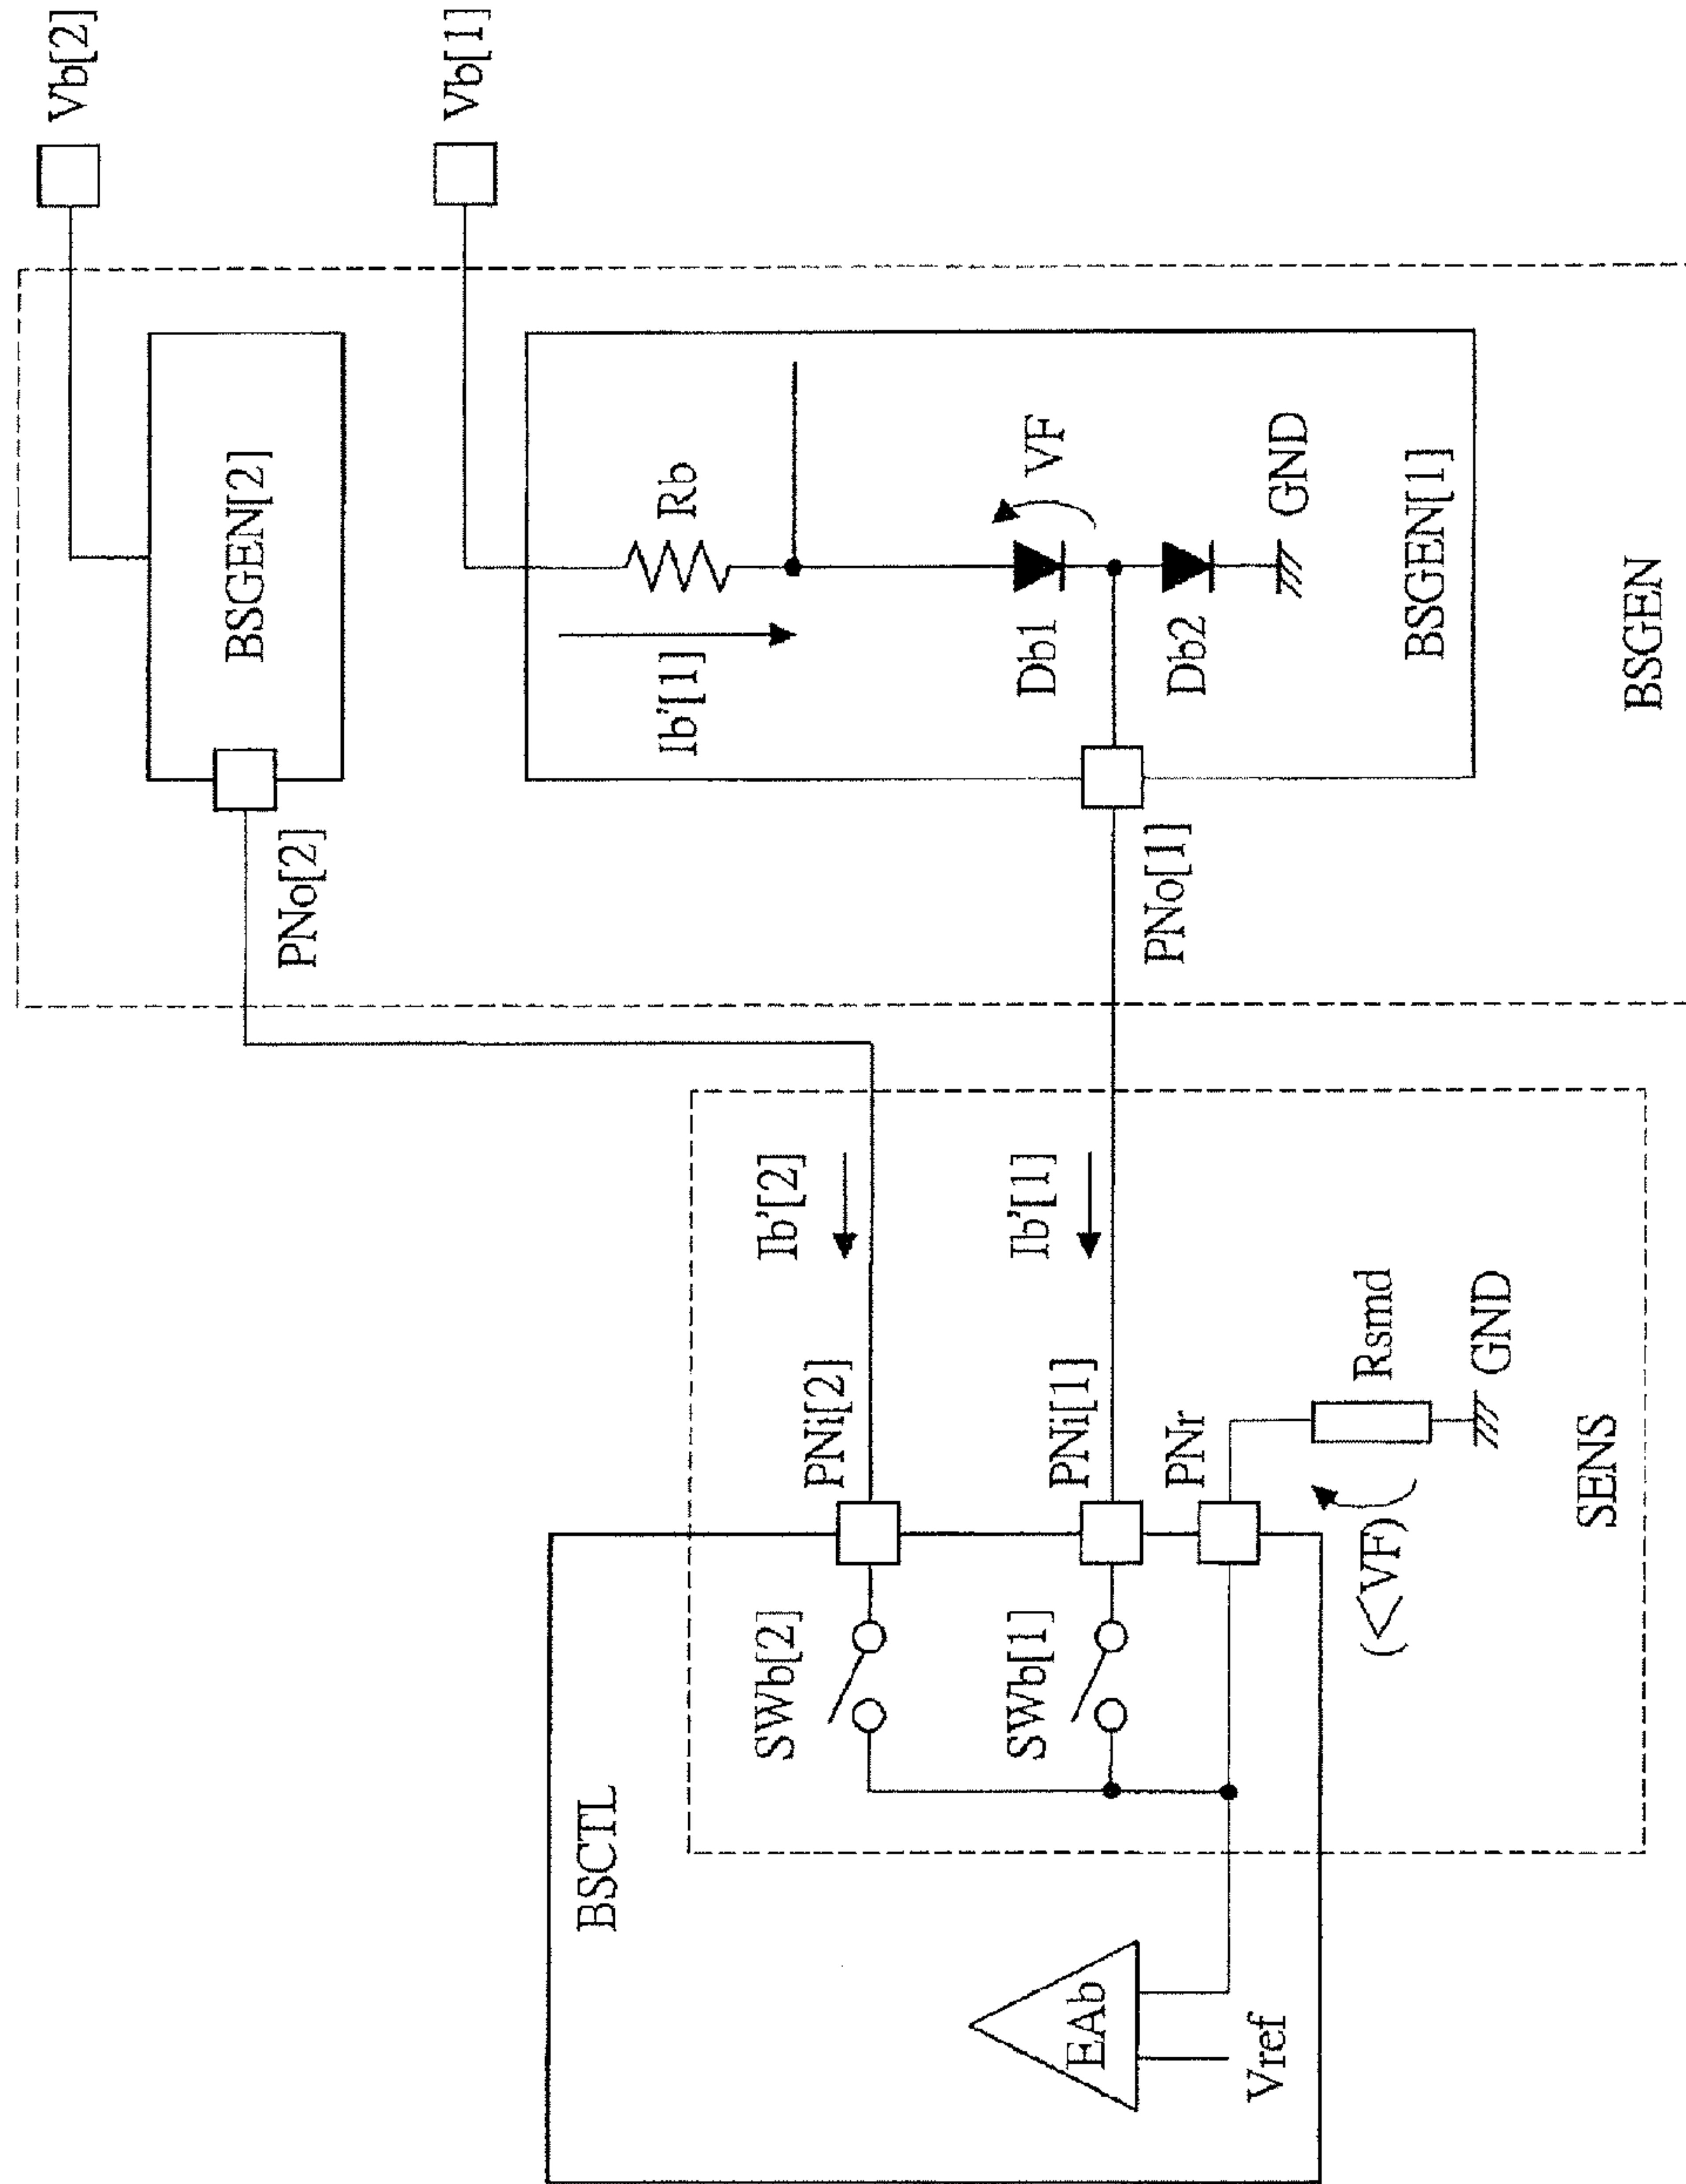 Vb[2]
Vb[1]
BSGEN[2]
PNo[2]
Rb
Ib'[1]
VF
Db1
Db2
GND
BSGEN[1]
PNo[1]
BSGEN
Ib'[2]
Ib'[1]
PNi[2]
PNi[1]
PNr
Rsmd
GND
(<VF)
SENS
SWb[2]
SWb[1]
BSCTL
EAb
Vref